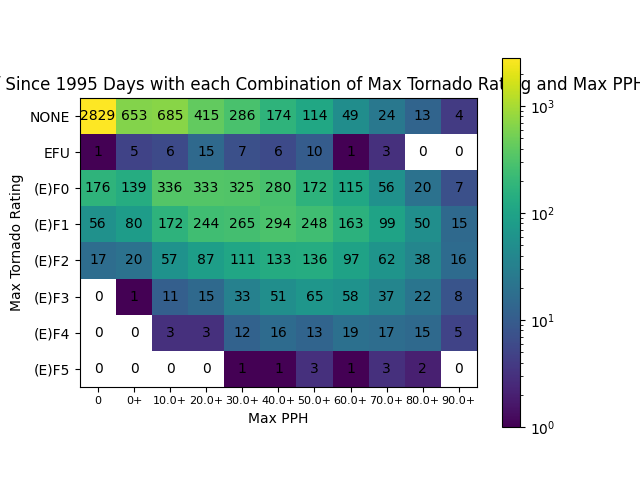 Since 1995 Days with each Combination of Max Tornado Rating and Max PPH
NONE 2829 653 685 415 286 174 114 49 24 13 4
EFU 1 5 6 15 7 6 10 1 3 0 0
(E)F0 176 139 336 333 325 280 172 115 56 20 7
(E)F1 56 80 172 244 265 294 248 163 99 50 15
(E)F2 17 20 57 87 111 133 136 97 62 38 16
(E)F3 0 1 11 15 33 51 65 58 37 22 8
(E)F4 0 0 3 3 12 16 13 19 17 15 5
(E)F5 0 0 0 0 1 1 3 1 3 2 0
0 0+ 10.0+ 20.0+ 30.0+ 40.0+ 50.0+ 60.0+ 70.0+ 80.0+ 90.0+
Max PPH
Max Tornado Rating
10³
10²
10¹
10⁰